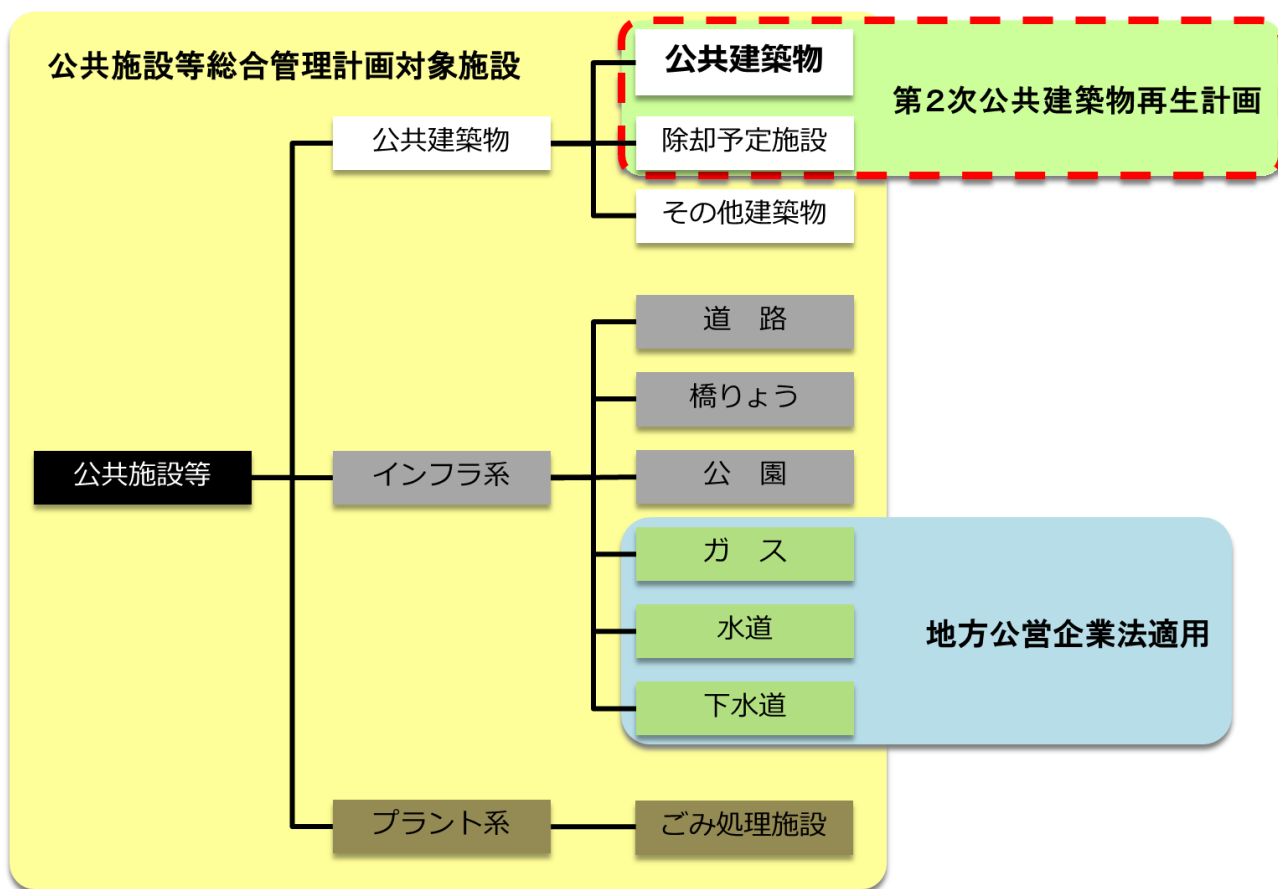 公共施設等総合管理計画対象施設
公共建築物
第2次公共建築物再生計画
公共建築物
除却予定施設
その他建築物
道　路
橋りょう
公共施設等
インフラ系
公　園
ガ　ス
水道
地方公営企業法適用
下水道
プラント系
ごみ処理施設